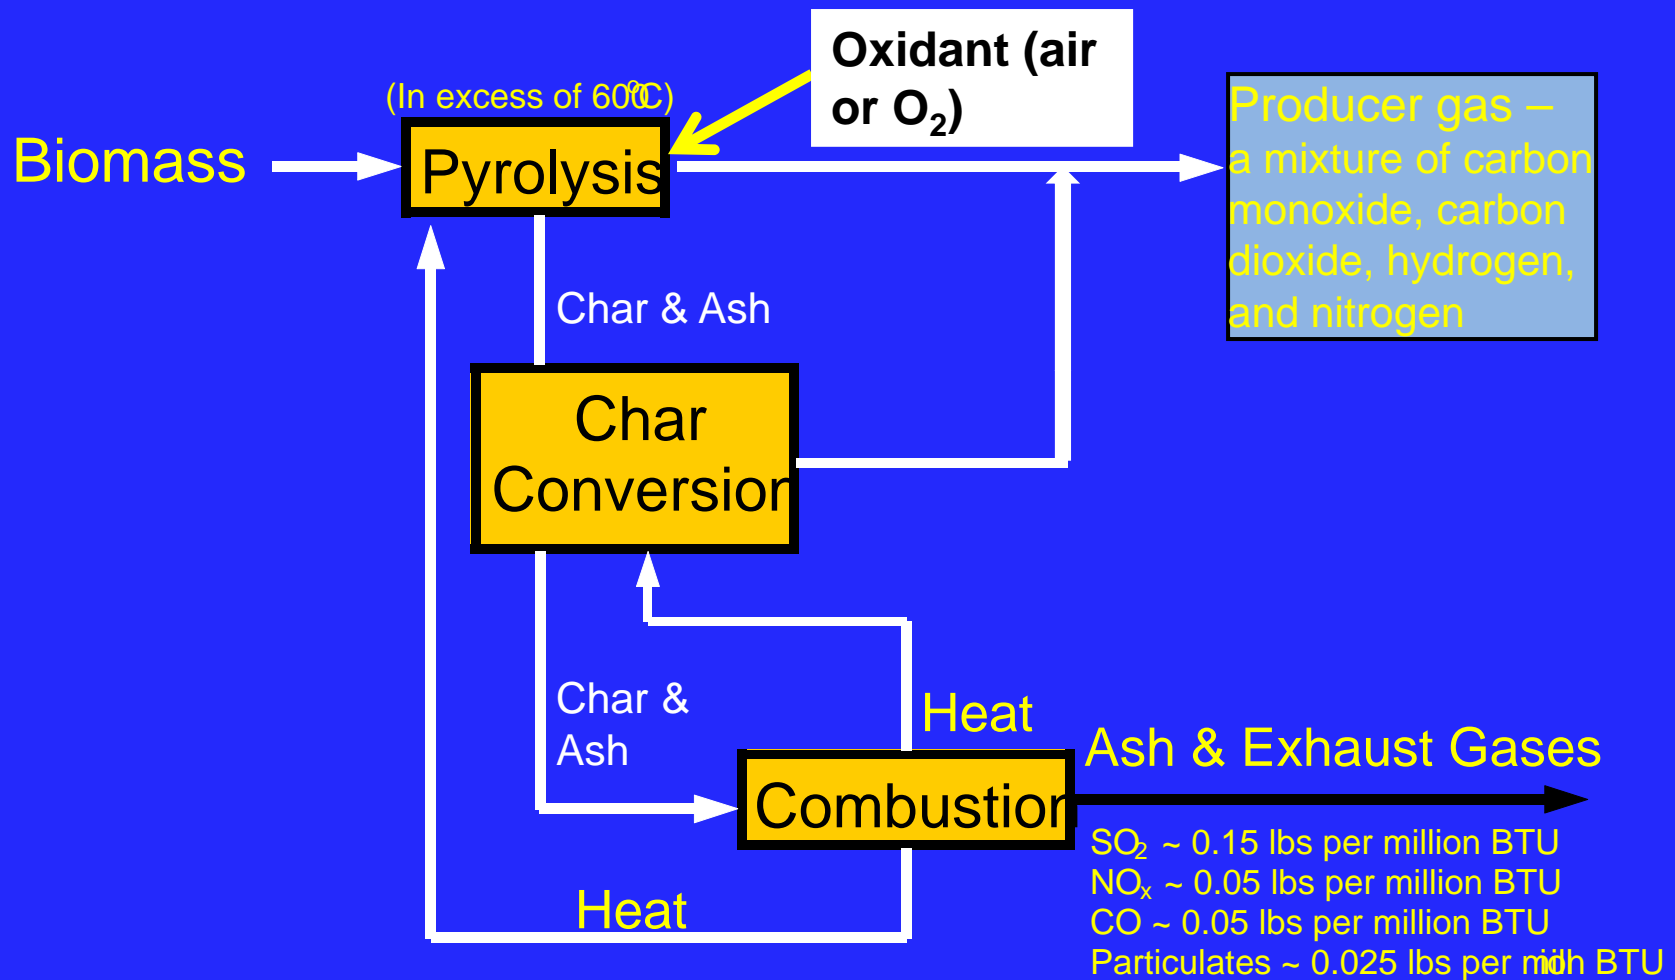 Oxidant (air
or O₂)
(In excess of 600°C)
Biomass
Pyrolysis
Producer gas –
a mixture of carbon
monoxide, carbon
dioxide, hydrogen,
and nitrogen
Char & Ash
Char
Conversion
Char &
Ash
Heat
Ash & Exhaust Gases
Combustion
SO₂ ~ 0.15 lbs per million BTU
NOₓ ~ 0.05 lbs per million BTU
CO ~ 0.05 lbs per million BTU
Particulates ~ 0.025 lbs per million BTU
Heat